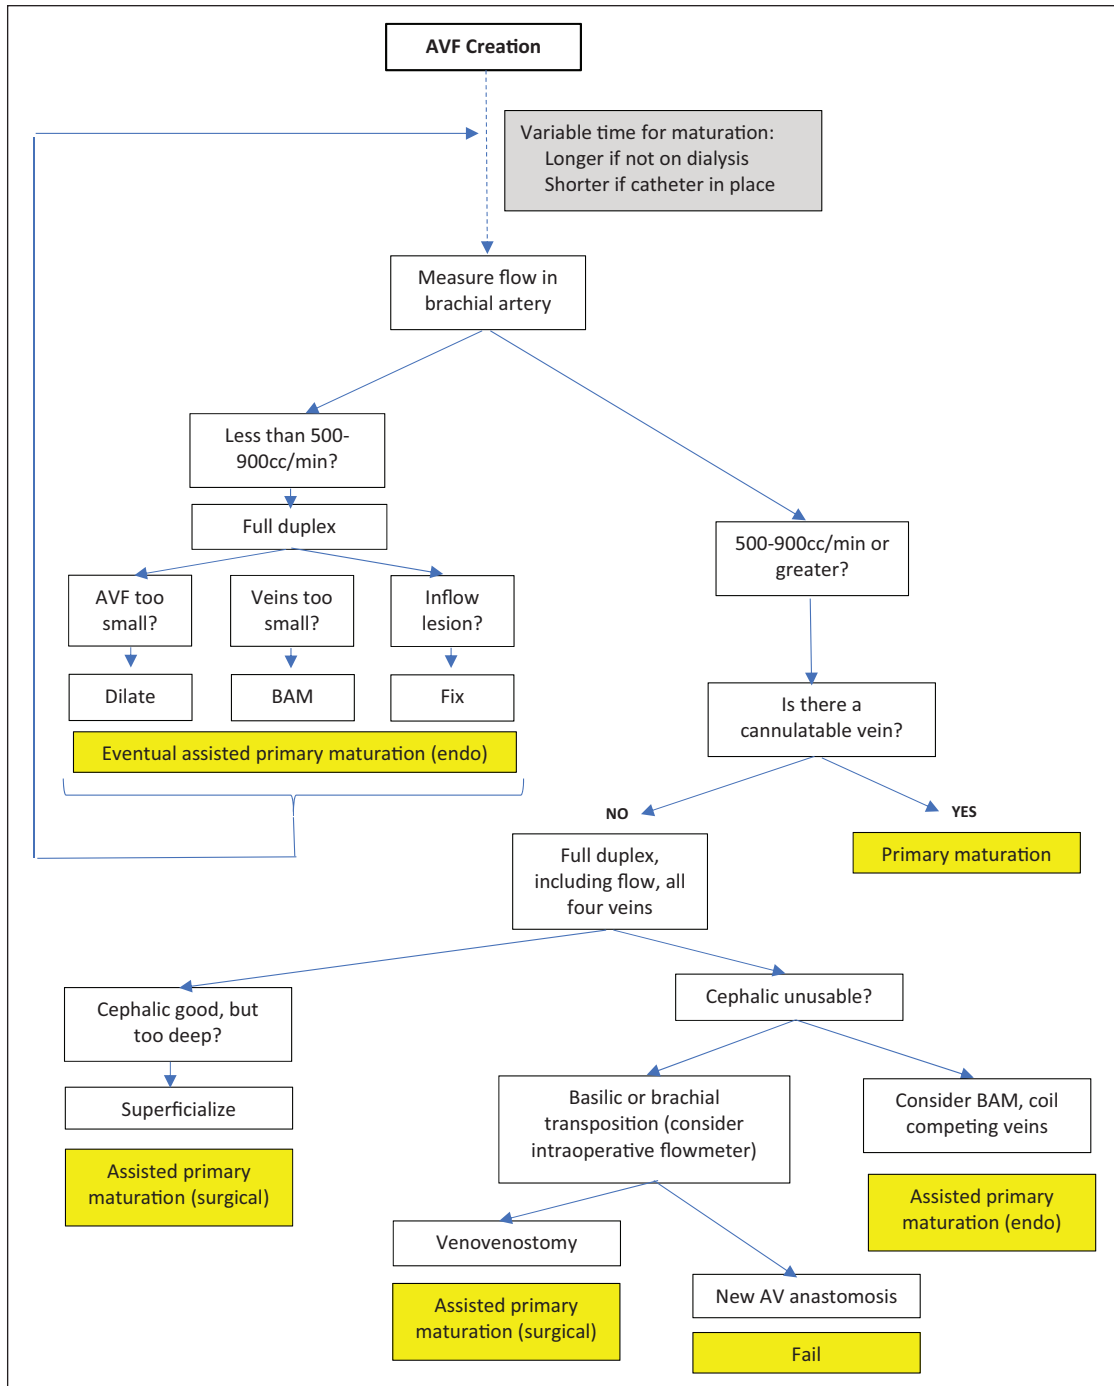 AVF Creation
Variable time for maturation:
Longer if not on dialysis
Shorter if catheter in place
Measure flow in
brachial artery
Less than 500-
900cc/min?
Full duplex
500-900cc/min or
greater?
AVF too
small?
Veins too
small?
Inflow
lesion?
Dilate
BAM
Fix
Is there a
cannulatable vein?
Eventual assisted primary maturation (endo)
NO
YES
Full duplex,
including flow, all
four veins
Primary maturation
Cephalic good, but
too deep?
Cephalic unusable?
Superficialize
Basilic or brachial
transposition (consider
intraoperative flowmeter)
Consider BAM, coil
competing veins
Assisted primary
maturation (surgical)
Assisted primary
maturation (endo)
Venovenostomy
New AV anastomosis
Assisted primary
maturation (surgical)
Fail